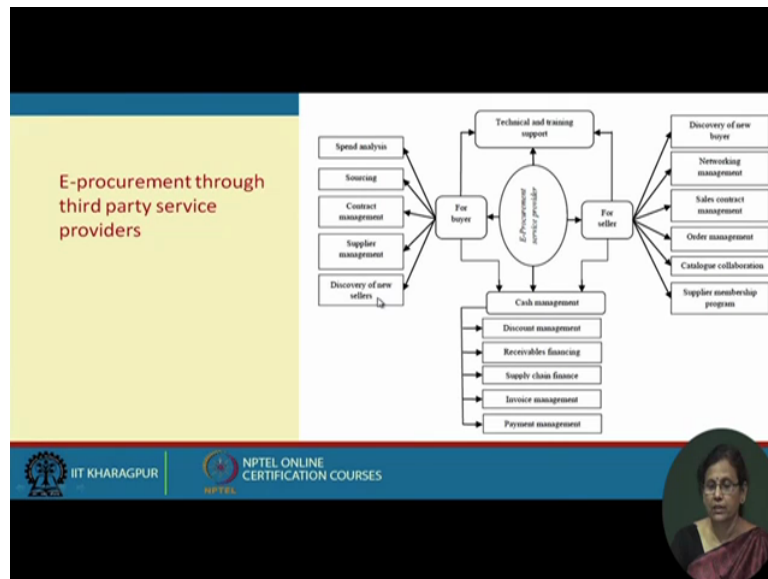 E-procurement through
third party service
providers
Technical and training
support
Spend analysis
Sourcing
Contract
management
Supplier
management
Discovery of new
sellers
For
buyer
E-Procurement
service provider
For
seller
Discovery of new
buyer
Networking
management
Sales contract
management
Order management
Catalogue collaboration
Supplier membership
program
Cash management
Discount management
Receivables financing
Supply chain finance
Invoice management
Payment management
IIT KHARAGPUR
NPTEL
NPTEL ONLINE
CERTIFICATION COURSES